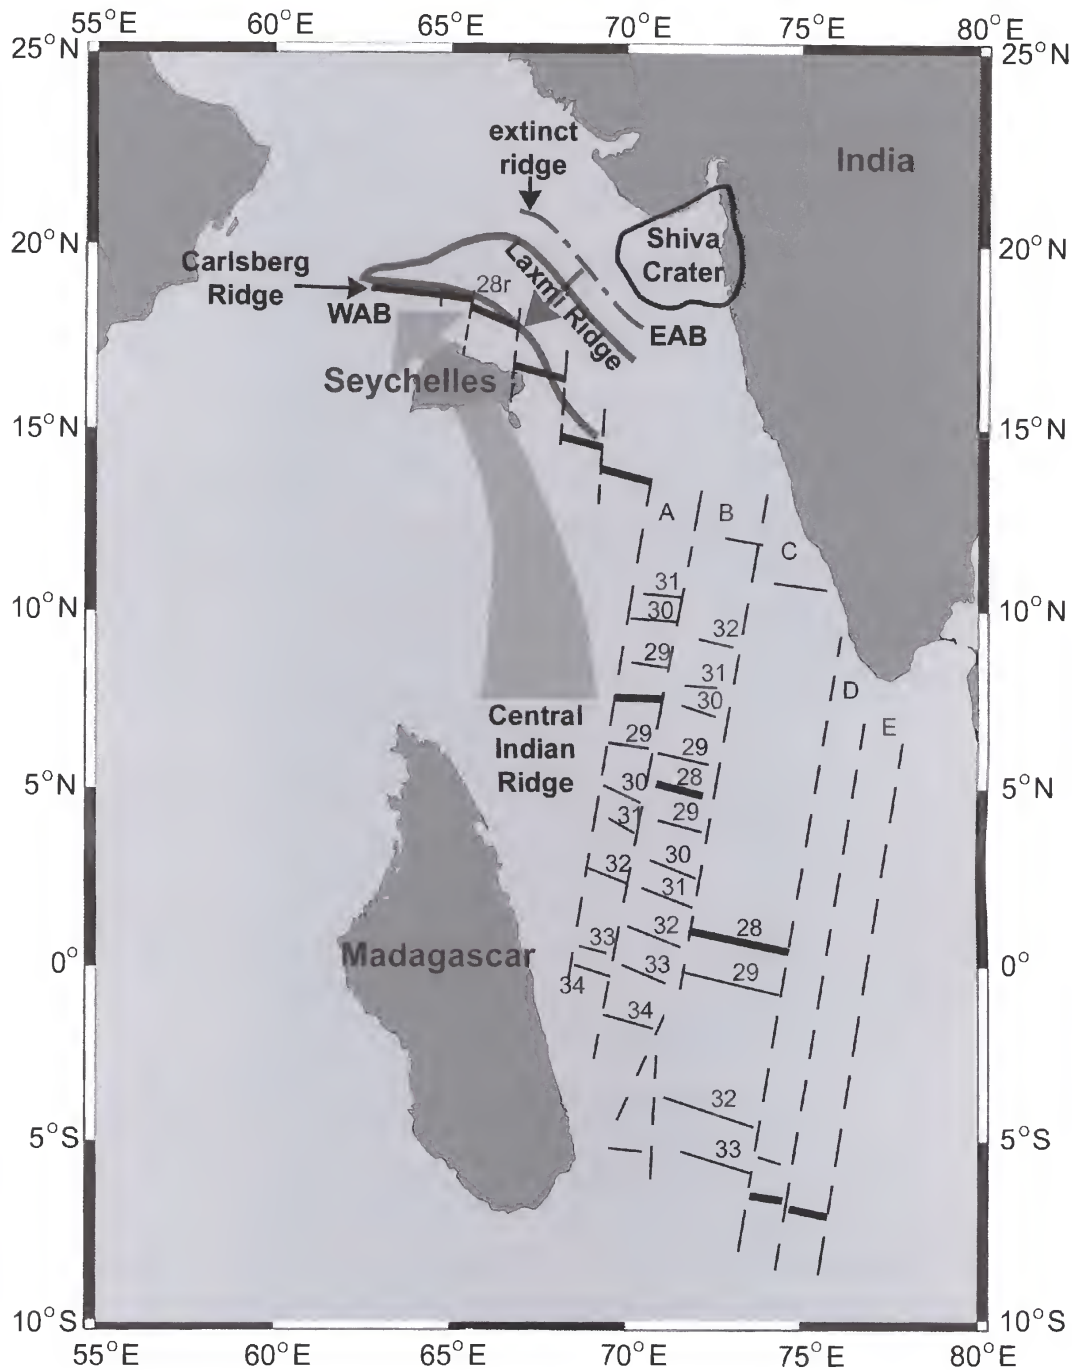 55°E 60°E 65°E 70°E 75°E 80°E
25°N 25°N
extinct
ridge
India
20°N 20°N
Shiva
Crater
Carlsberg
Ridge
28r
Laxmi Ridge
WAB
EAB
Seychelles
15°N 15°N
A B
C
31
10°N 30 10°N
32
29
31
D
30
Central
Indian
Ridge
E
29 29
5°N 30 28 5°N
31 29
32 30
31
28
32
33
Madagascar
0° 33 29 0°
34
34
32
5°S 5°S
33
10°S 10°S
55°E 60°E 65°E 70°E 75°E 80°E